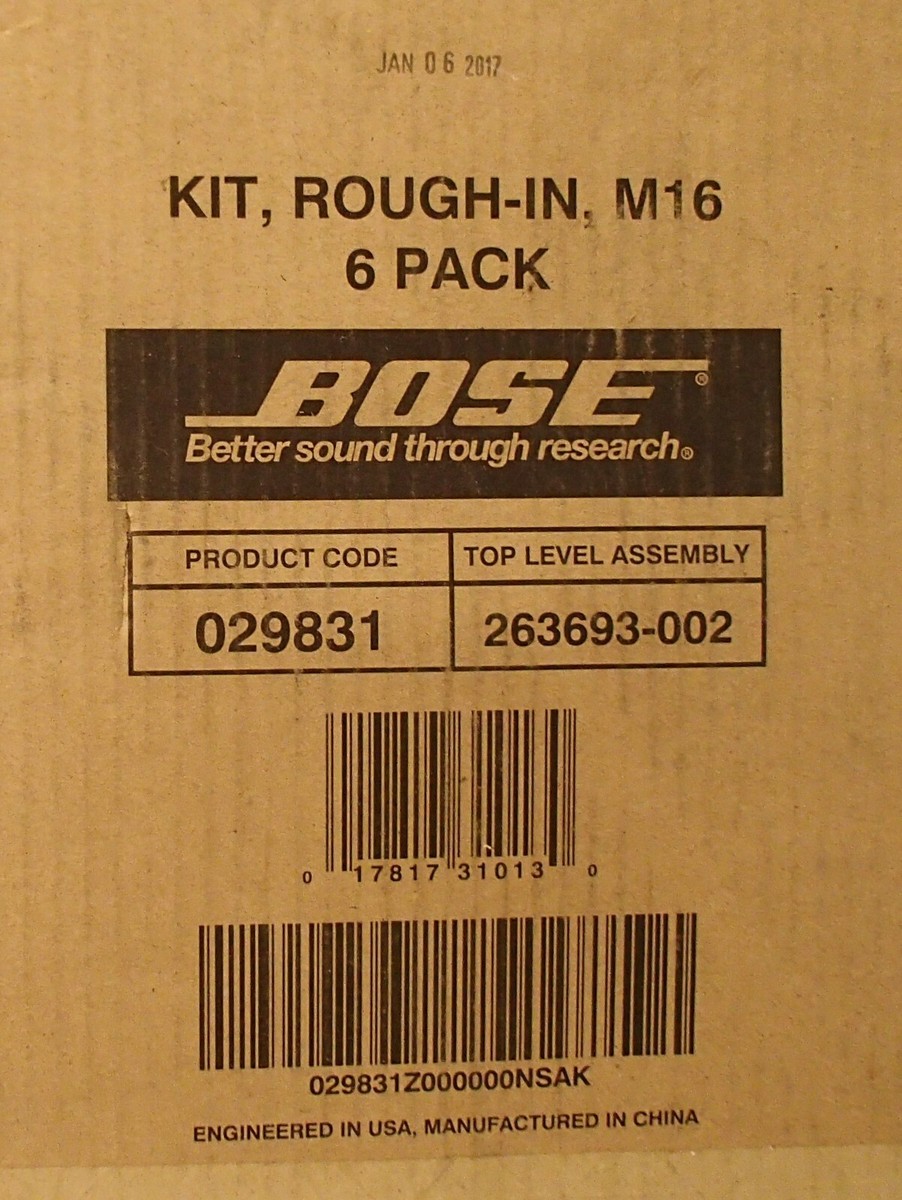 JAN 06 2017
KIT, ROUGH-IN, M16
6 PACK
BOSE®
Better sound through research®
PRODUCT CODE TOP LEVEL ASSEMBLY
029831 263693-002
0 17817 31013 0
029831Z000000NSAK
ENGINEERED IN USA, MANUFACTURED IN CHINA